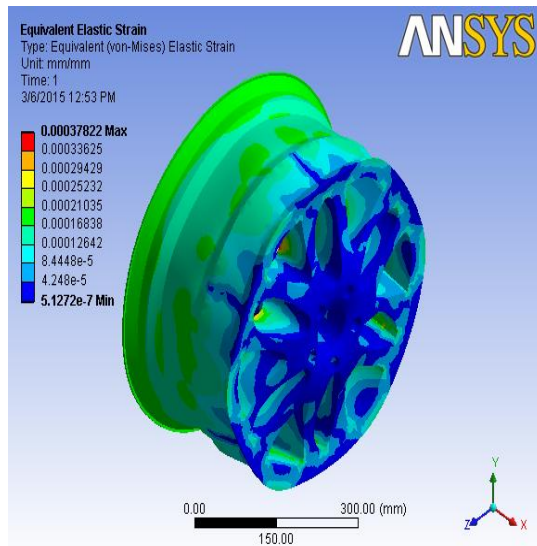 Equivalent Elastic Strain
Type: Equivalent (von-Mises) Elastic Strain
Unit: mm/mm
Time: 1
3/6/2015 12:53 PM
ANSYS
0.00037822 Max
0.00033625
0.00029429
0.00025232
0.00021035
0.00016838
0.00012642
8.4448e-5
4.248e-5
5.1272e-7 Min
0.00
300.00 (mm)
150.00
Y
Z
X